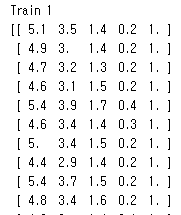 Train 1
[[ 5.1 3.5 1.4 0.2 1. ]
[ 4.9 3. 1.4 0.2 1. ]
[ 4.7 3.2 1.3 0.2 1. ]
[ 4.6 3.1 1.5 0.2 1. ]
[ 5.4 3.9 1.7 0.4 1. ]
[ 4.6 3.4 1.4 0.3 1. ]
[ 5. 3.4 1.5 0.2 1. ]
[ 4.4 2.9 1.4 0.2 1. ]
[ 5.4 3.7 1.5 0.2 1. ]
[ 4.8 3.4 1.6 0.2 1. ]